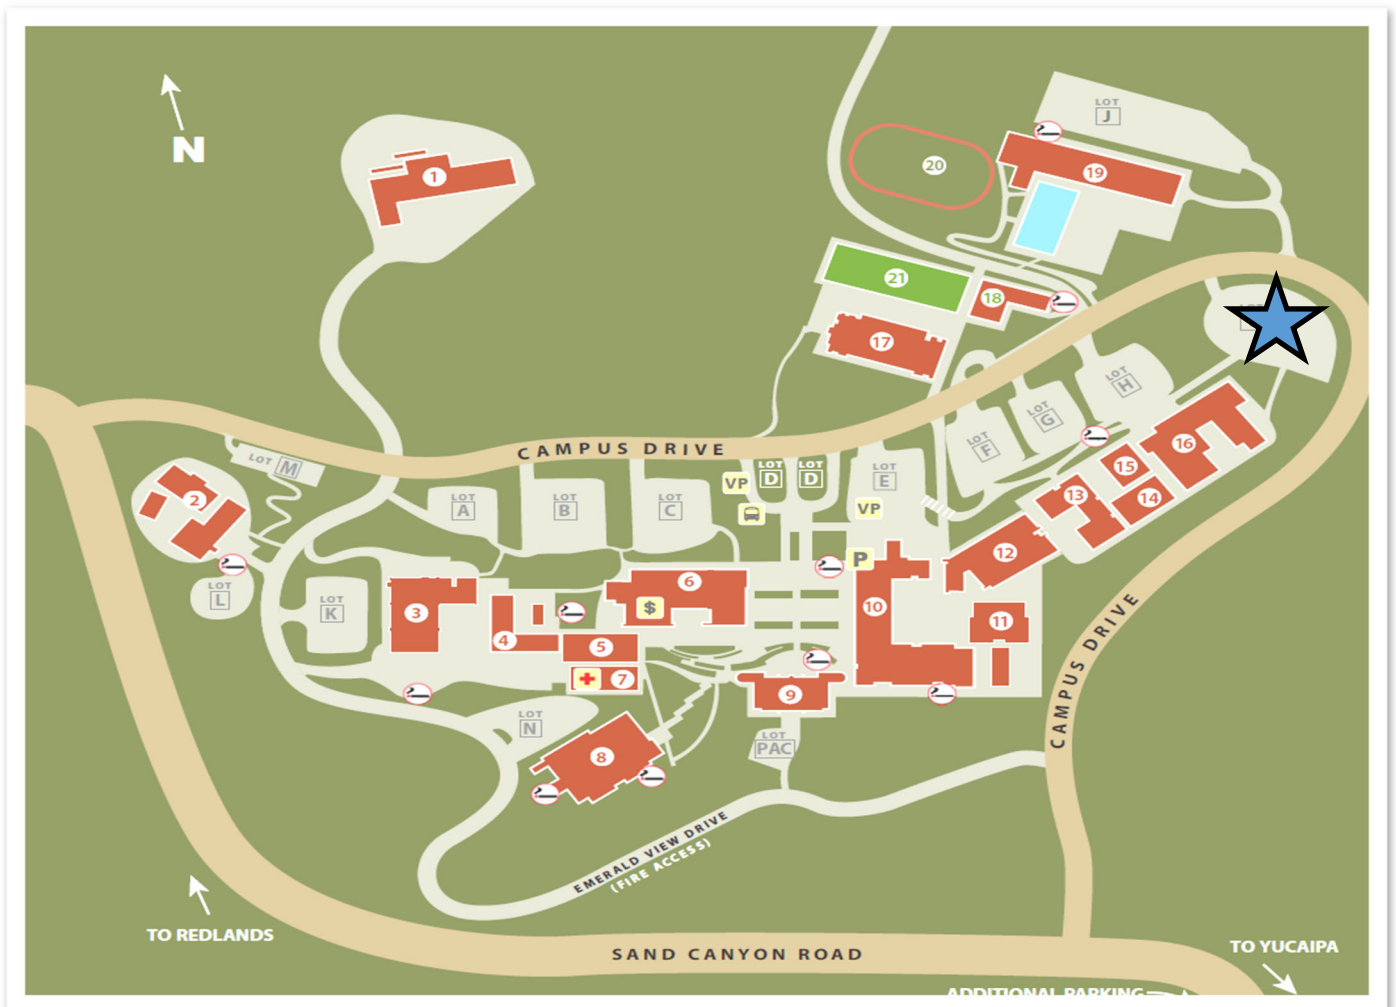 N
1
LOT
J
19
20
21
18
17
CAMPUS DRIVE
LOT
H
LOT
G
LOT
F
16
15
14
13
12
LOT M
2
LOT
A
LOT
B
LOT
C
VP
LOT
D
LOT
D
LOT
E
VP
P
LOT
L
LOT
K
3
4
5
6
$
7
10
11
9
LOT
N
8
LOT
PAC
CAMPUS DRIVE
EMERALD VIEW DRIVE
(FIRE ACCESS)
TO REDLANDS
SAND CANYON ROAD
TO YUCAIPA
ADDITIONAL PARKING